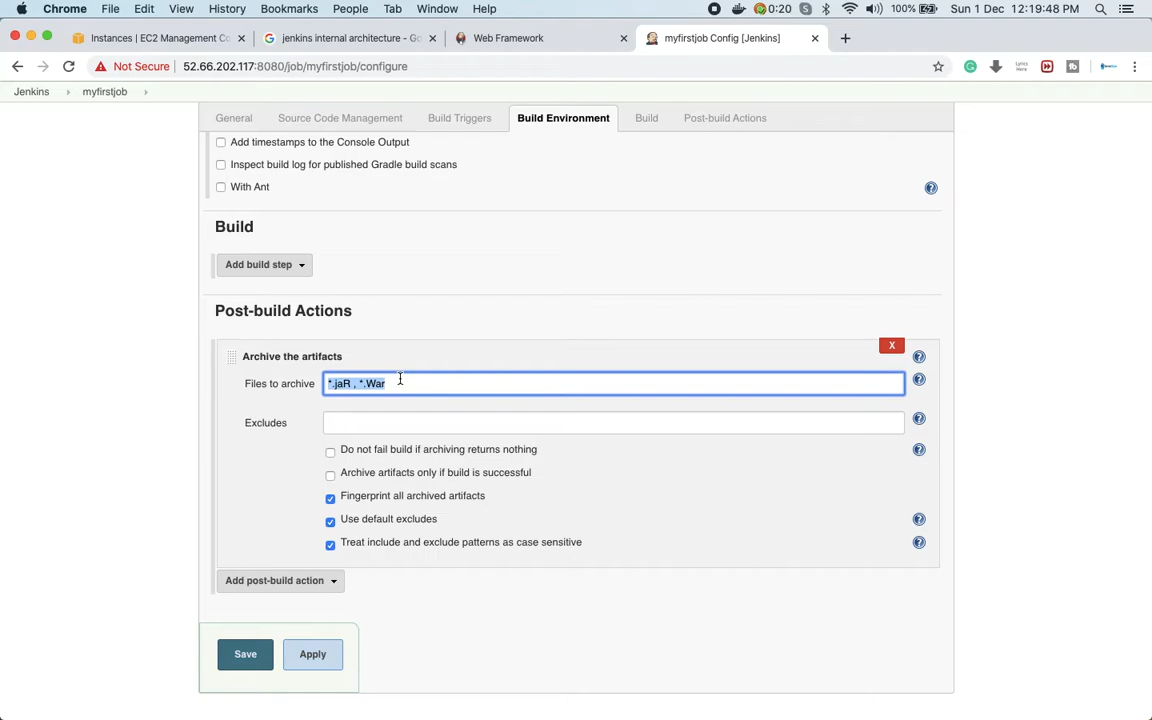 Chrome File Edit View History Bookmarks People Tab Window Help 0:20 100% Sun 1 Dec 12:19:48 PM
Instances | EC2 Management Co jenkins internal architecture - Go Web Framework myfirstjob Config [Jenkins]
Not Secure 52.66.202.117:8080/job/myfirstjob/configure
Jenkins myfirstjob
General Source Code Management Build Triggers Build Environment Build Post-build Actions
Add timestamps to the Console Output
Inspect build log for published Gradle build scans
With Ant
Build
Add build step
Post-build Actions
X
Archive the artifacts
Files to archive *.jaR , *.War
Excludes
Do not fail build if archiving returns nothing
Archive artifacts only if build is successful
Fingerprint all archived artifacts
Use default excludes
Treat include and exclude patterns as case sensitive
Add post-build action
Save Apply